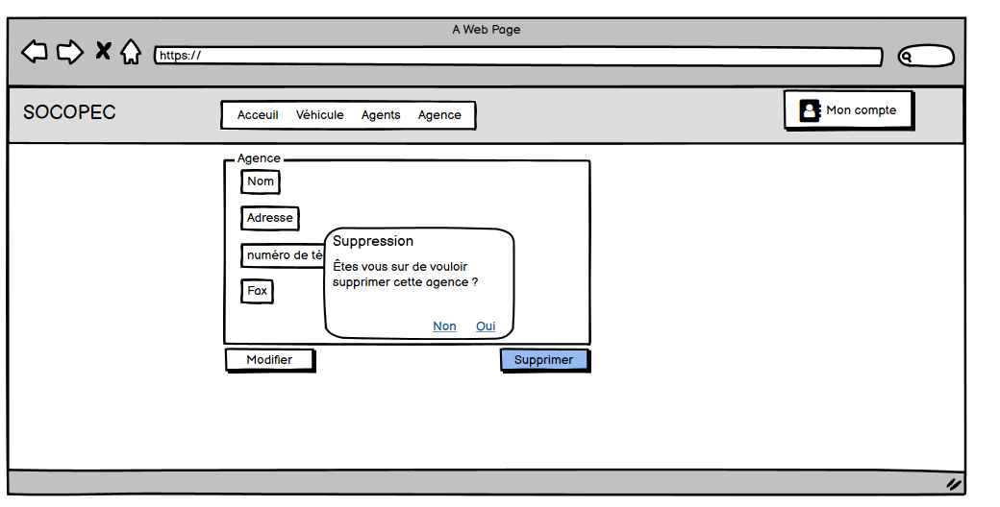 A Web Page
https://
SOCOPEC
Acceuil Véhicule Agents Agence
Mon compte
Agence
Nom
Adresse
numéro de té
Fax
Suppression
Êtes vous sur de vouloir
supprimer cette agence ?
Non Oui
Modifier
Supprimer